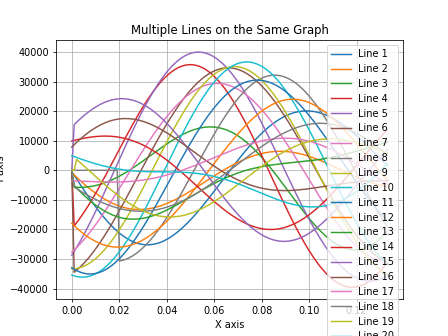 Multiple Lines on the Same Graph
40000
30000
20000
10000
0
−10000
−20000
−30000
−40000
0.00 0.02 0.04 0.06 0.08 0.10
X axis
Line 1
Line 2
Line 3
Line 4
Line 5
Line 6
Line 7
Line 8
Line 9
Line 10
Line 11
Line 12
Line 13
Line 14
Line 15
Line 16
Line 17
Line 18
Line 19
Line 20